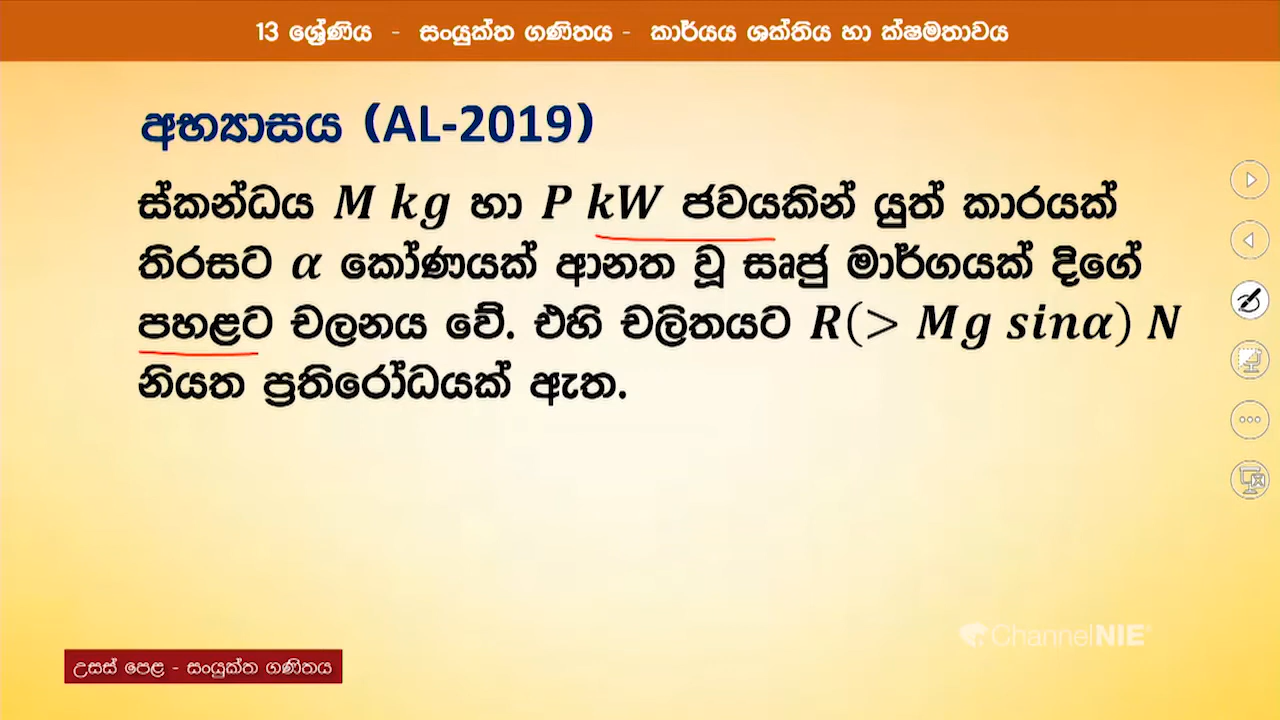 13 ශ්‍රේණිය - සංයුක්ත ගණිතය - කාර්යය ශක්තිය හා ක්ෂමතාවය
අභ්‍යාසය (AL-2019)
ස්කන්ධය M kg හා P kW ජවයකින් යුත් කාරයක්
තිරසට α කෝණයක් ආනත වූ සෘජු මාර්ගයක් දිගේ
පහළට චලනය වේ. එහි චලිතයට R(> Mg sinα) N
නියත ප්‍රතිරෝධයක් ඇත.
ChannelNIE
උසස් පෙළ - සංයුක්ත ගණිතය